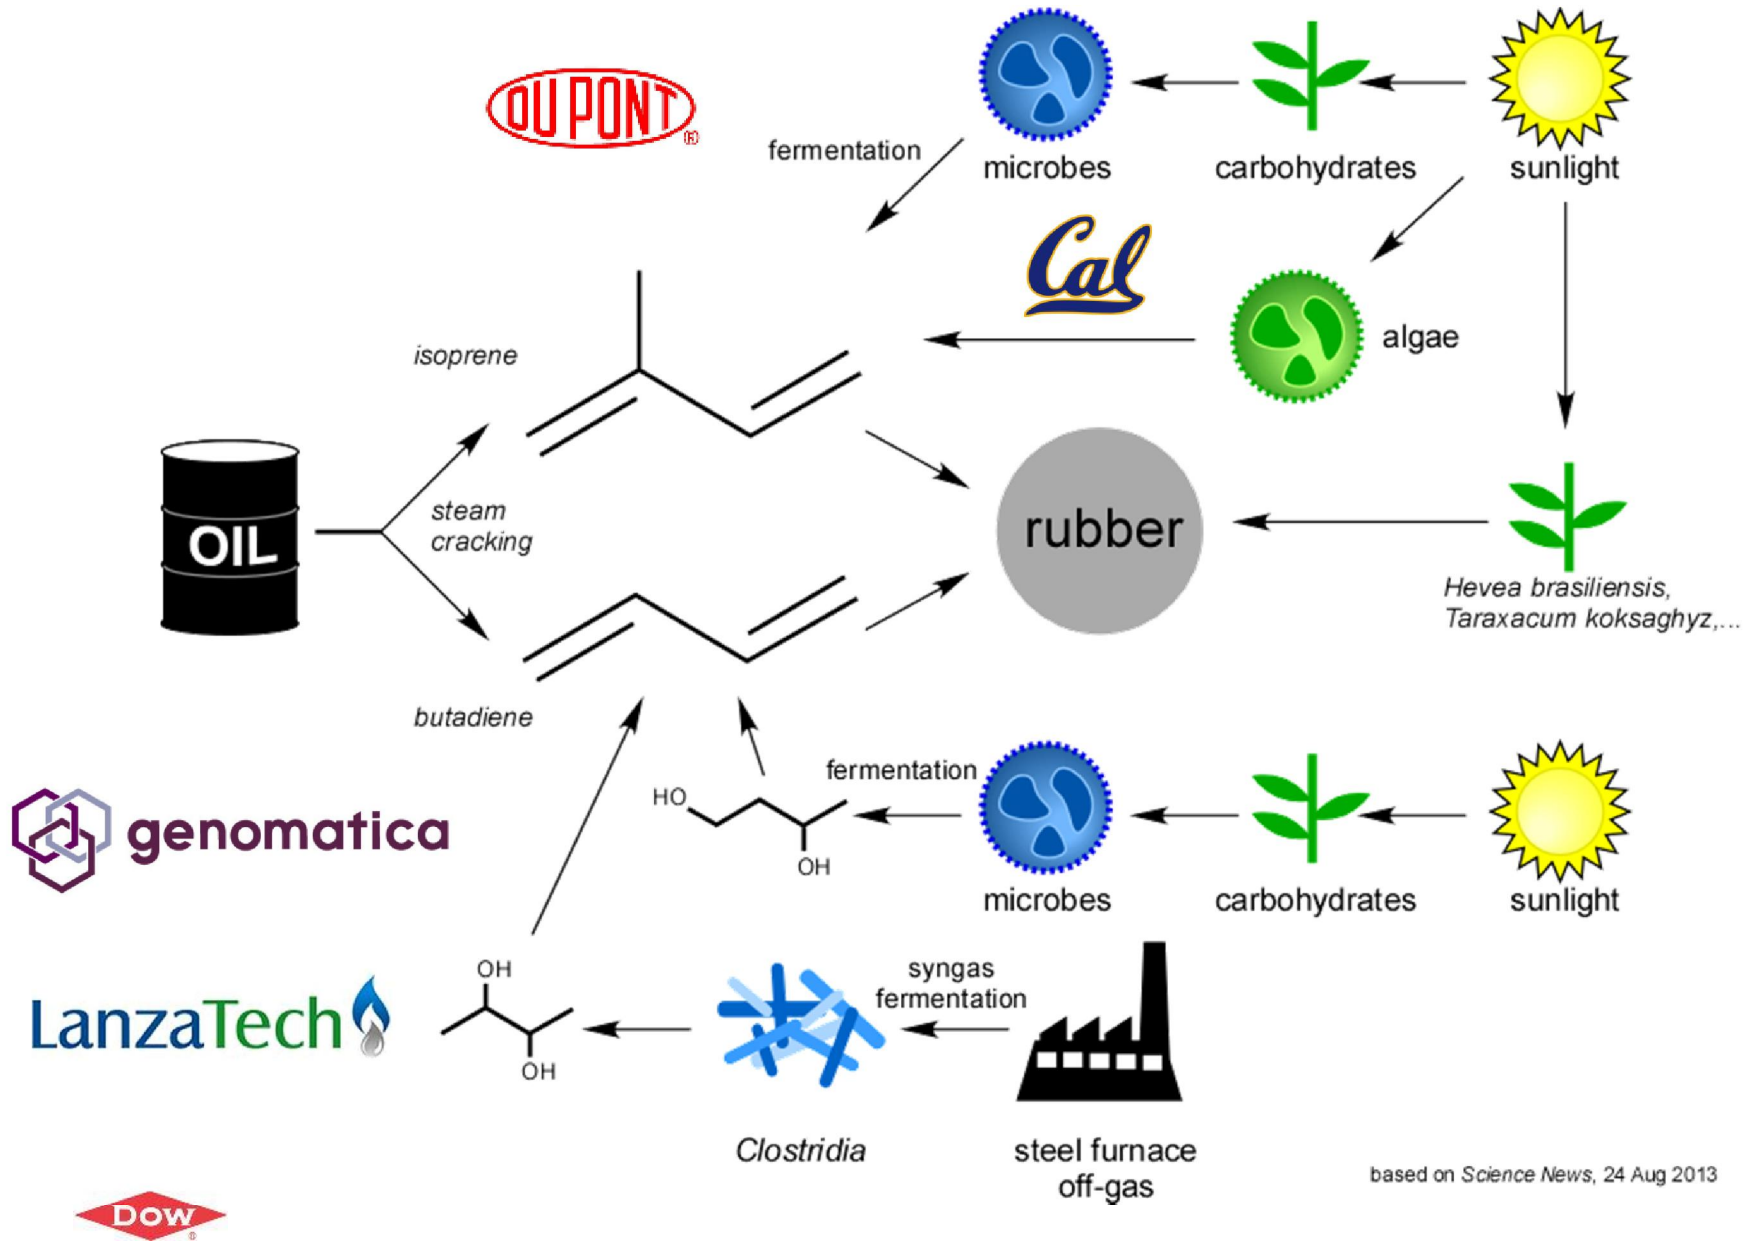 DU PONT
®
fermentation
microbes
carbohydrates
sunlight
Cal
isoprene
algae
OIL
steam
cracking
rubber
Hevea brasiliensis,
Taraxacum koksaghyz,...
butadiene
genomatica
HO
OH
fermentation
microbes
carbohydrates
sunlight
LanzaTech
OH
OH
syngas
fermentation
Clostridia
steel furnace
off-gas
based on Science News, 24 Aug 2013
DOW
®